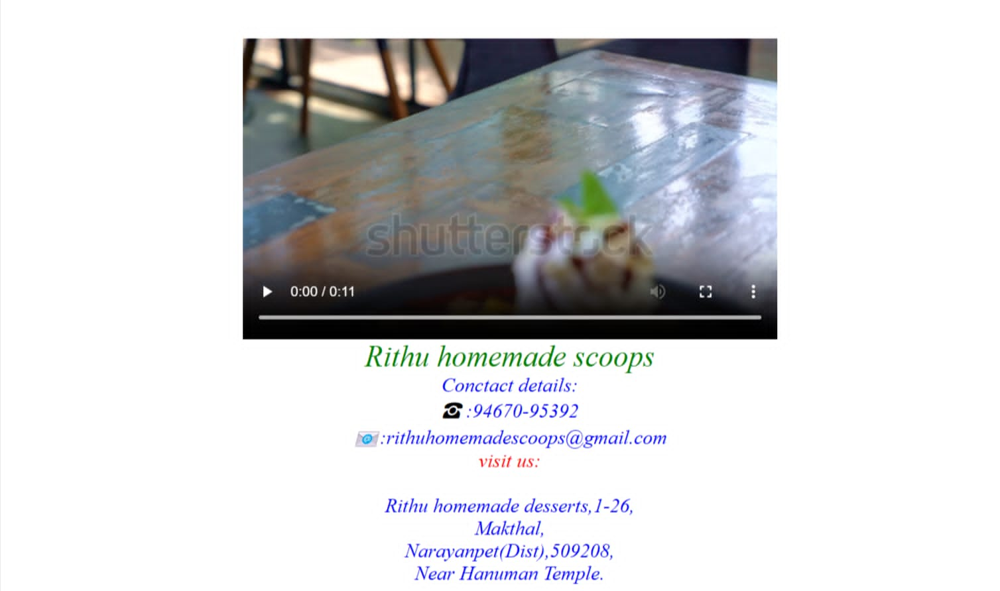 shutterstock
0:00 / 0:11
Rithu homemade scoops
Conctact details:
:94670-95392
:rithuhomemadescoops@gmail.com
visit us:
Rithu homemade desserts,1-26,
Makthal,
Narayanpet(Dist),509208,
Near Hanuman Temple.